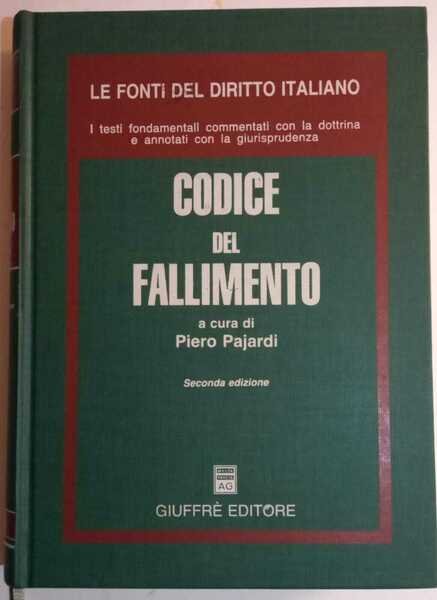 LE FONTI DEL DIRITTO ITALIANO
I testi fondamentali commentati con la dottrina
e annotati con la giurisprudenza
CODICE
DEL
FALLIMENTO
a cura di
Piero Pajardi
Seconda edizione
AG
GIUFFRÈ EDITORE